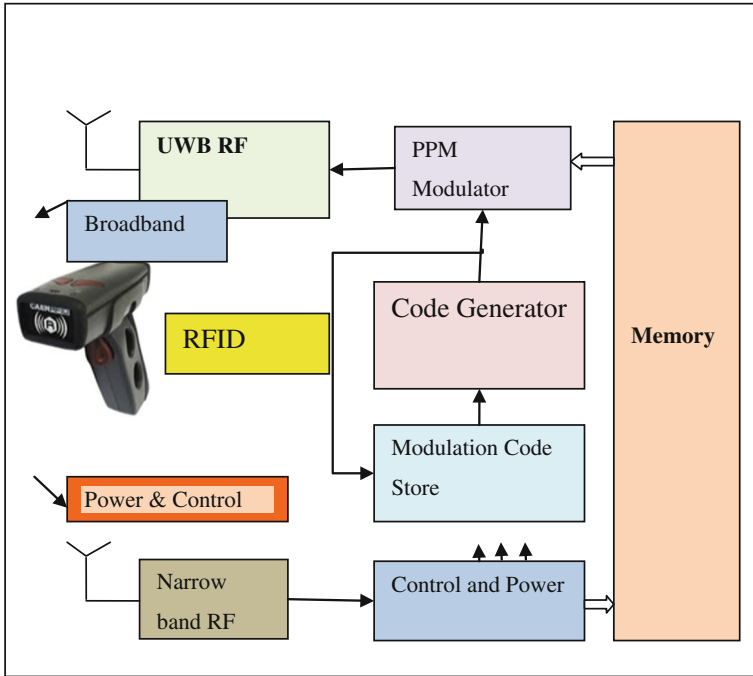 UWB RF
PPM
Modulator
Broadband
Code Generator
RFID
Memory
Modulation Code
Store
Power & Control
Narrow
band RF
Control and Power